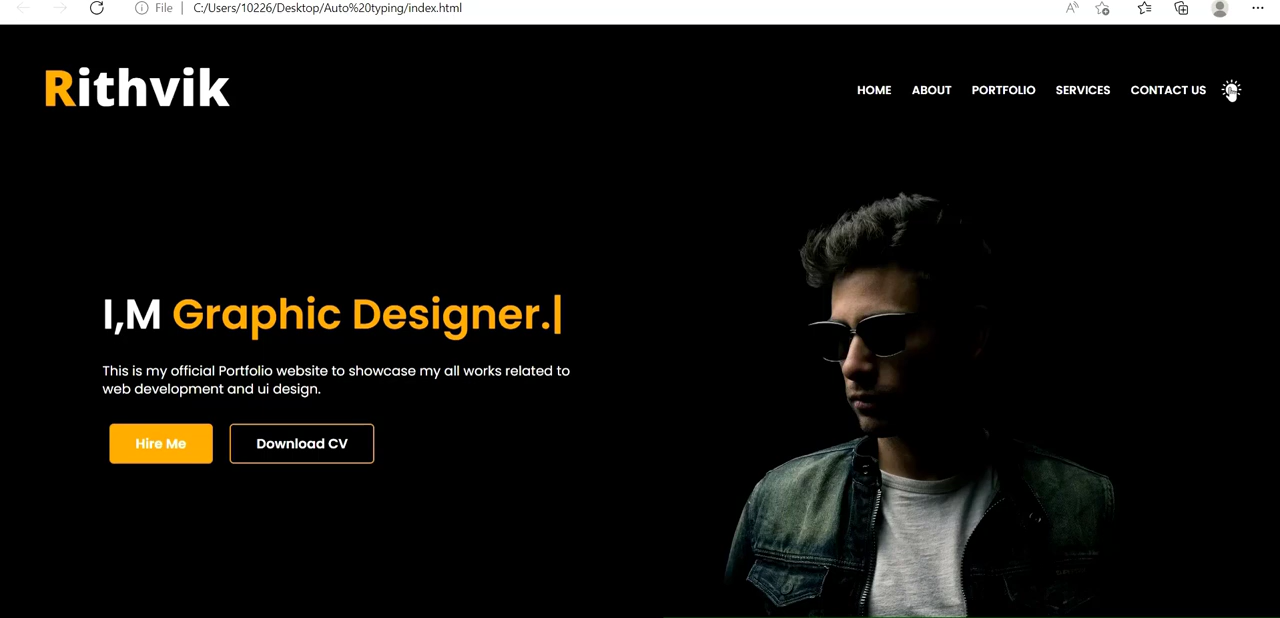 File | C:/Users/10226/Desktop/Auto%20typing/index.html
Rithvik
HOME ABOUT PORTFOLIO SERVICES CONTACT US
I,M Graphic Designer.|
This is my official Portfolio website to showcase my all works related to
web development and ui design.
Hire Me Download CV